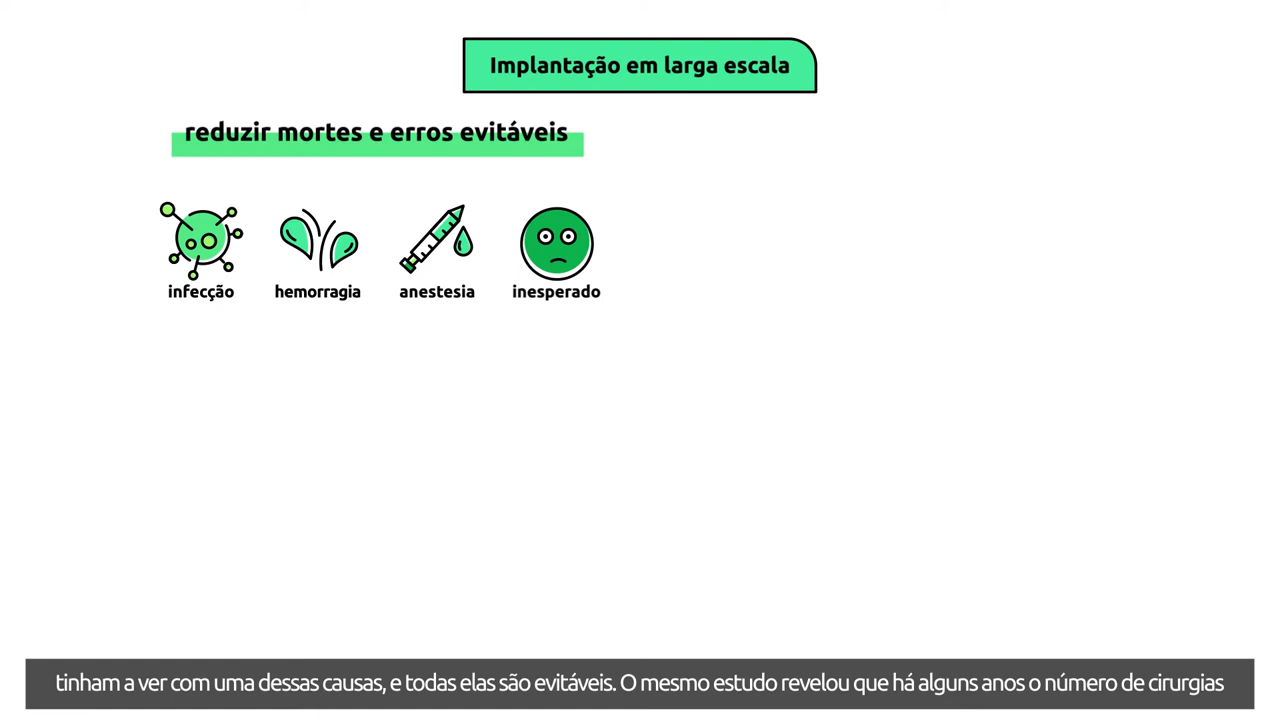 Implantação em larga escala
reduzir mortes e erros evitáveis
infecção hemorragia anestesia inesperado
tinham a ver com uma dessas causas, e todas elas são evitáveis. O mesmo estudo revelou que há alguns anos o número de cirurgias